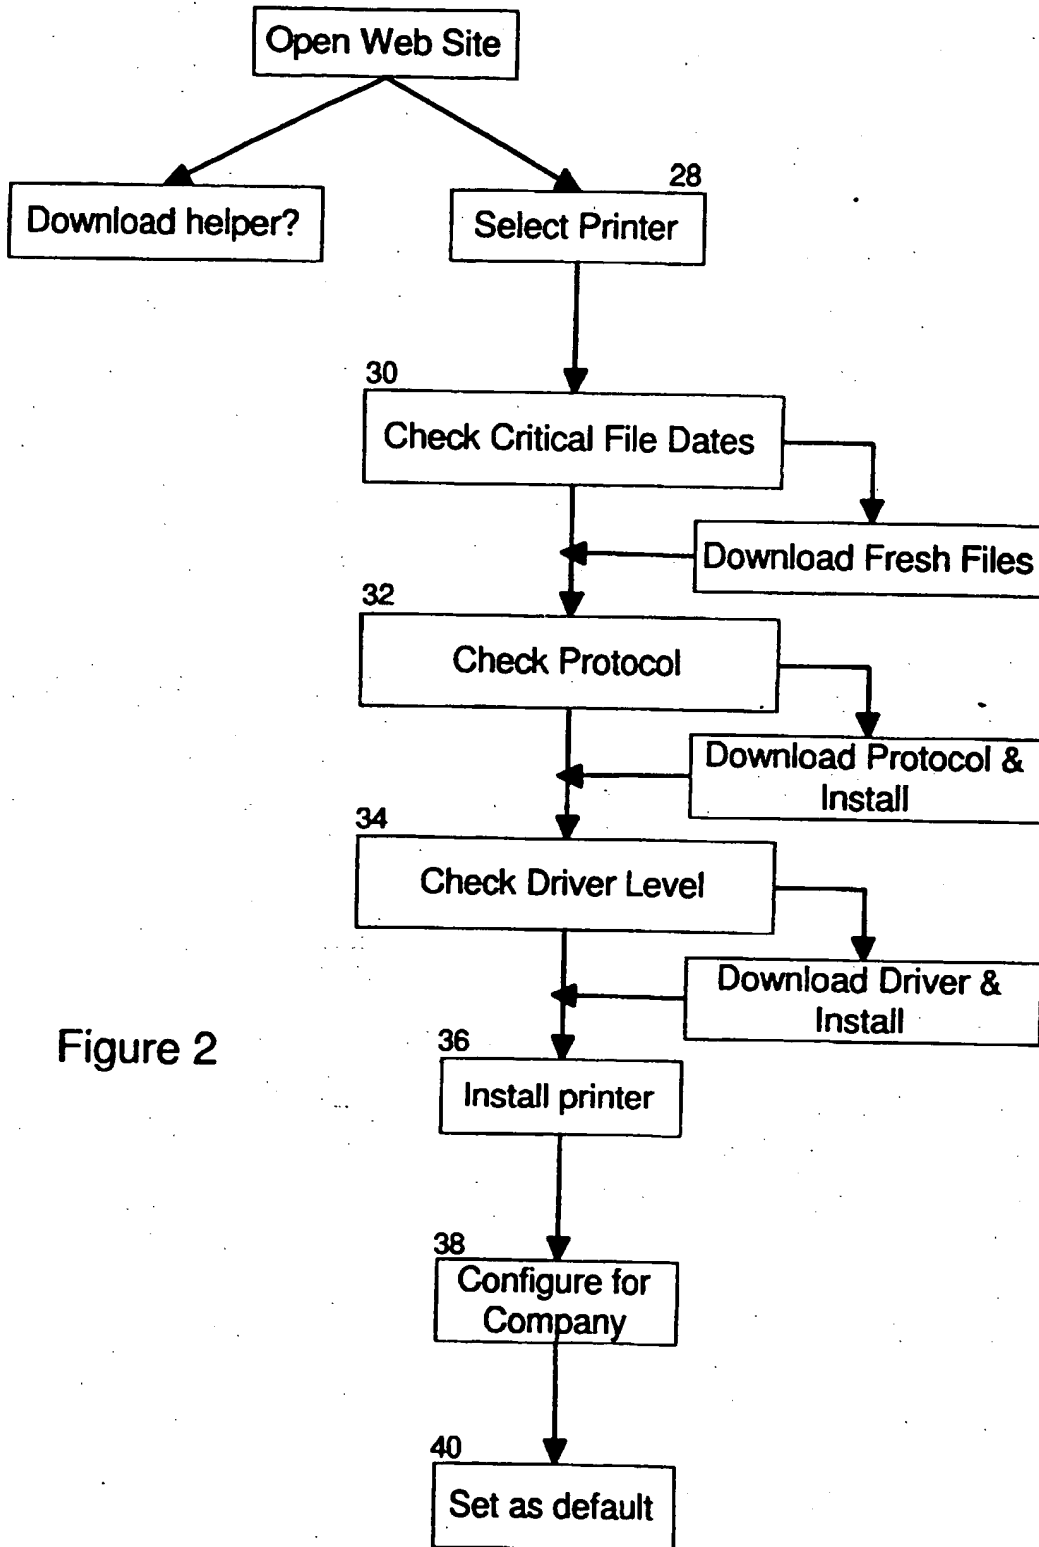 Open Web Site
Download helper?
28
Select Printer
30
Check Critical File Dates
Download Fresh Files
32
Check Protocol
Download Protocol &
Install
34
Check Driver Level
Download Driver &
Install
Figure 2
36
Install printer
38
Configure for
Company
40
Set as default